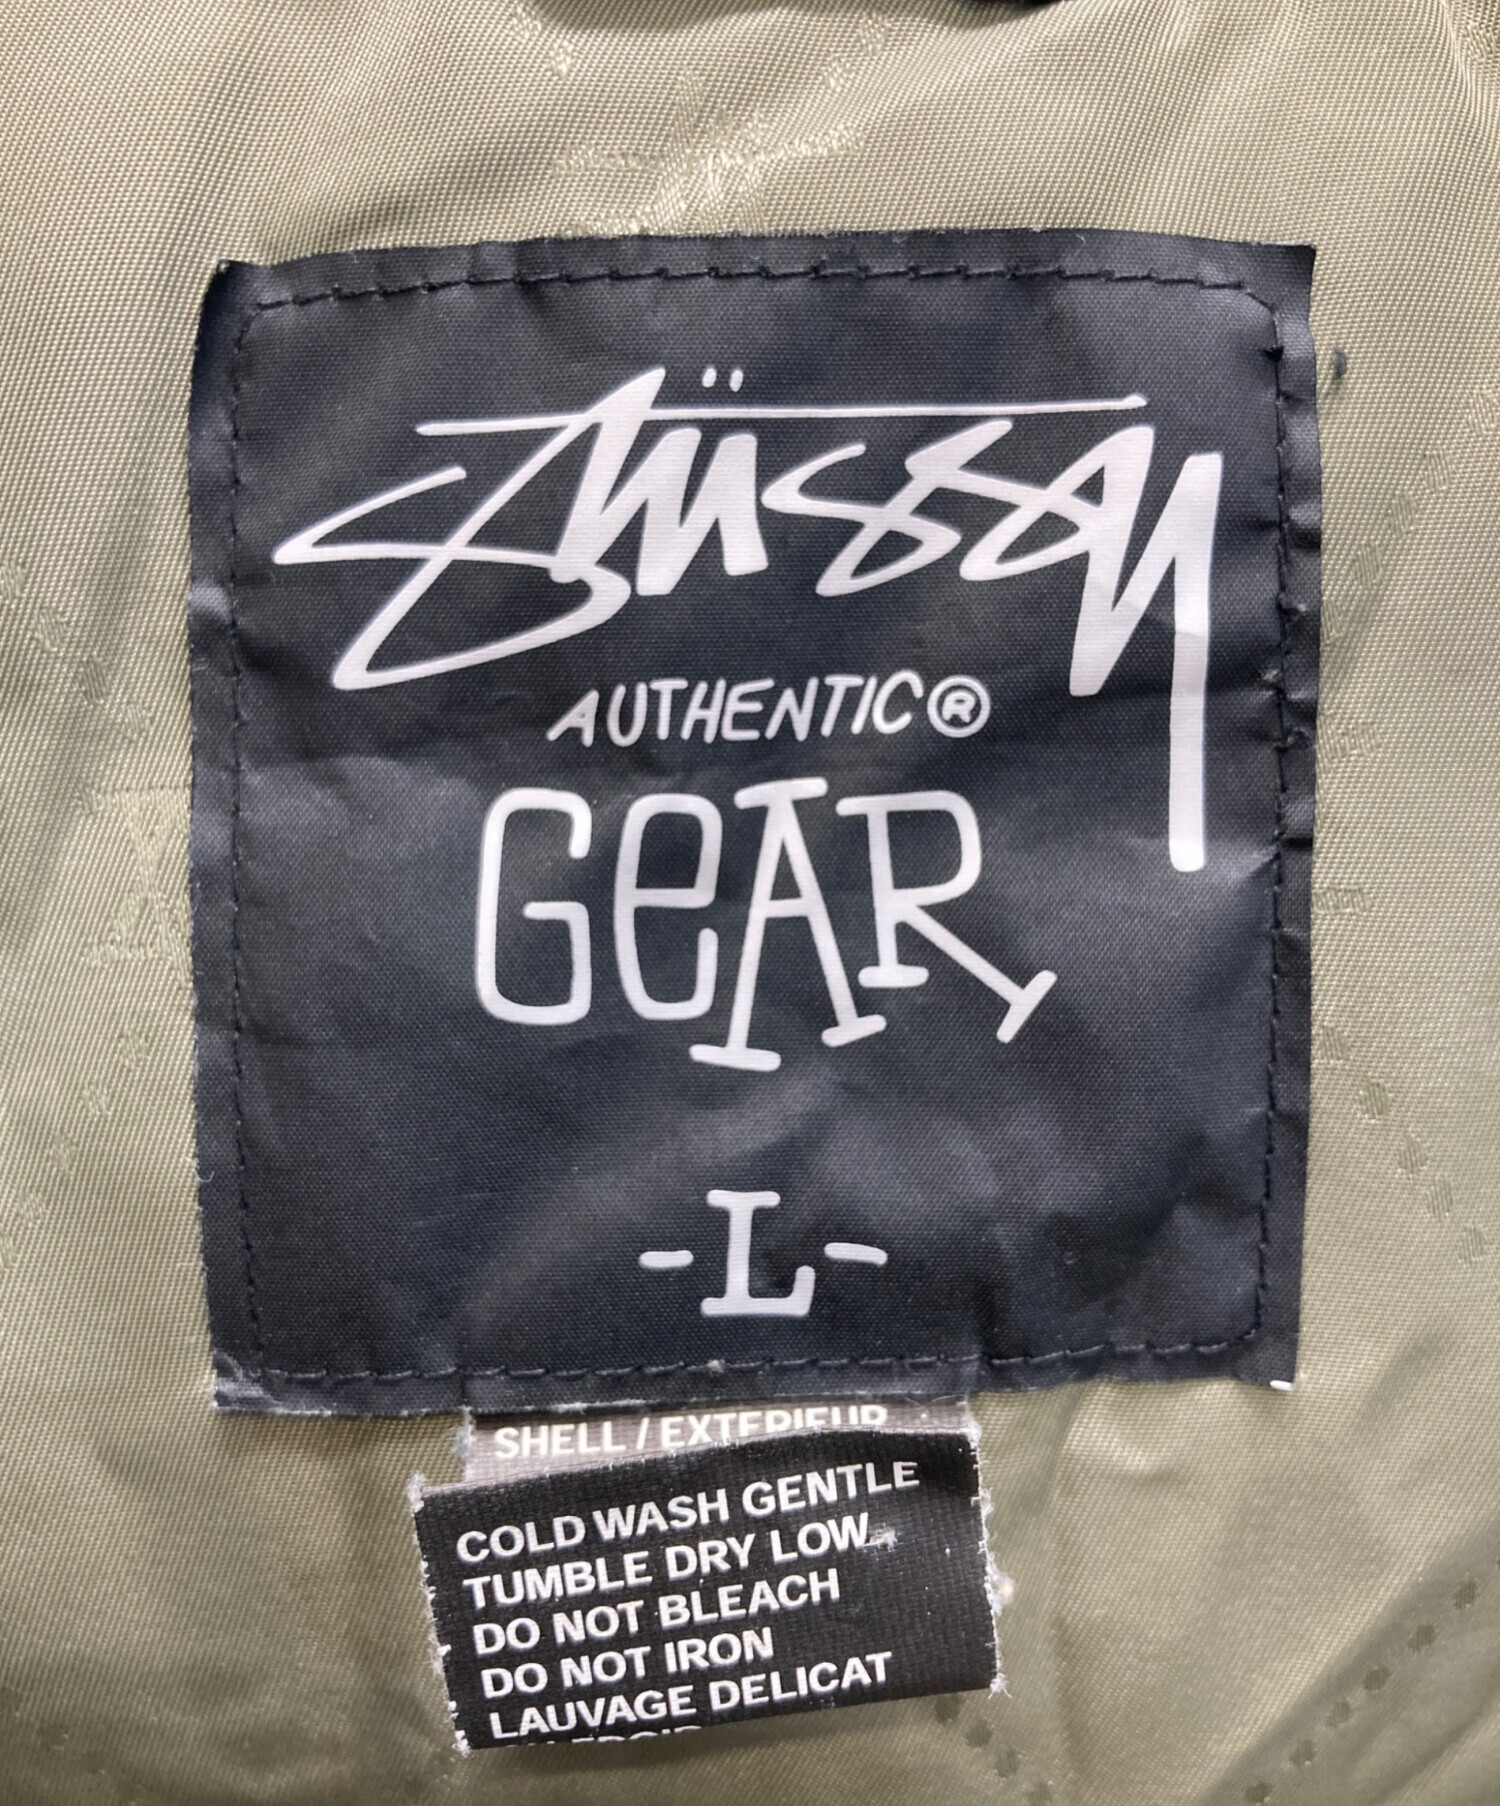 Stüssy
AUTHENTIC®
GeAR
-L-
SHELL / EXTERIEUR
COLD WASH GENTLE
TUMBLE DRY LOW
DO NOT BLEACH
DO NOT IRON
LAUVAGE DELICAT